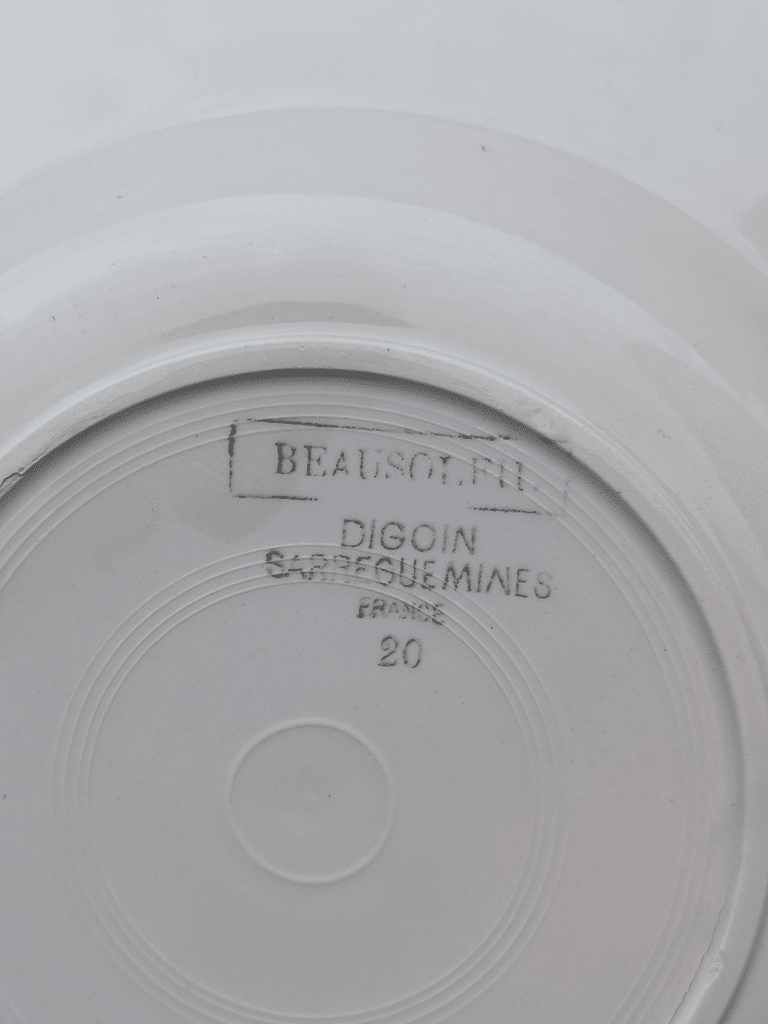 BEAUSOLEIL
DIGOIN
SARREGUEMINES
FRANCE
20